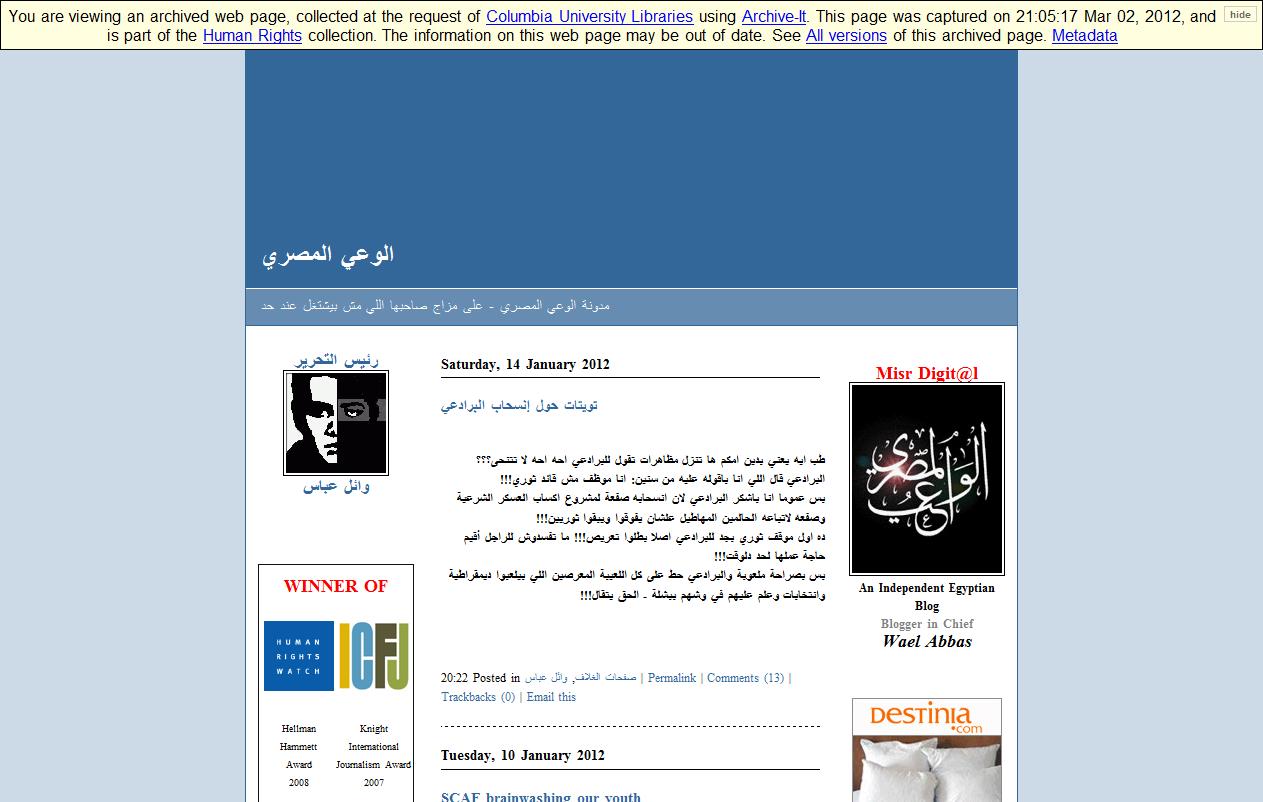 You are viewing an archived web page, collected at the request of Columbia University Libraries using Archive-It. This page was captured on 21:05:17 Mar 02, 2012, and
is part of the Human Rights collection. The information on this web page may be out of date. See All versions of this archived page. Metadata
hide
الوعي المصري
مدونة الوعي المصري - على مزاج صاحبها اللي مش بيشتغل عند حد
رئيس التحرير
وائل عباس
WINNER OF
HUMAN
RIGHTS
WATCH
ICFJ
Hellman
Hammett
Award
2008
Knight
International
Journalism Award
2007
Saturday, 14 January 2012
تويتات حول إنسحاب البرادعي
طب ايه يعني بدين امكم ها تنزل مظاهرات تقول للبرادعي احه احه لا تتنحى؟؟؟
البرادعي قال اللي انا باقوله عليه من سنين: انا موظف مش قائد ثوري!!!
بس عموما انا باشكر البرادعي لان انسحابه صفعة لمشروع اكساب العسكر الشرعية
وصفعه لاتباعه الحالمين المهاطيل علشان يفوقوا ويبقوا ثوريين!!!
ده اول موقف ثوري بجد للبرادعي اصلا بطلوا تعريص!!! ما تفسدوش للراجل أقيم
حاجة عملها لحد دلوقت!!!
بس بصراحة ملعوبة والبرادعي حط على كل اللعيبة المعرصين اللي بيلعبوا ديمقراطية
وانتخابات وعلم عليهم في وشهم ببشلة - الحق يتقال!!!
20:22 Posted in صفحات الغلاف, وائل عباس | Permalink | Comments (13) |
Trackbacks (0) | Email this
Tuesday, 10 January 2012
SCAF brainwashing our youth
Misr Digit@l
الوعي المصري
An Independent Egyptian
Blog
Blogger in Chief
Wael Abbas
DESTINIA
.com